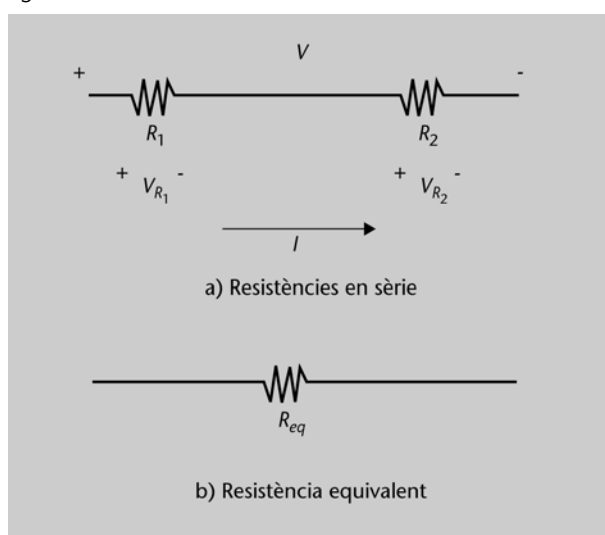 V
+ -
R1 R2
+ VR1 - + VR2 -
I
a) Resistències en sèrie
Req
b) Resistència equivalent